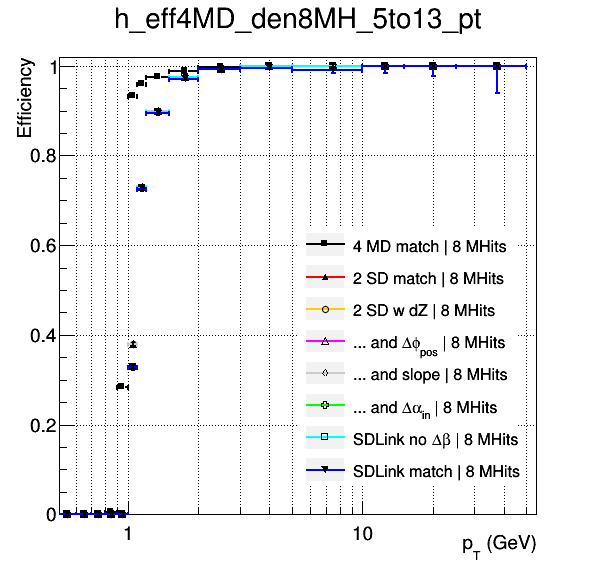 h_eff4MD_den8MH_5to13_pt
Efficiency
1
0.8
0.6
0.4
0.2
0
4 MD match | 8 MHits
2 SD match | 8 MHits
2 SD w dZ | 8 MHits
... and Δϕpos | 8 MHits
... and slope | 8 MHits
... and Δαin | 8 MHits
SDLink no Δβ | 8 MHits
SDLink match | 8 MHits
1 10
pT (GeV)